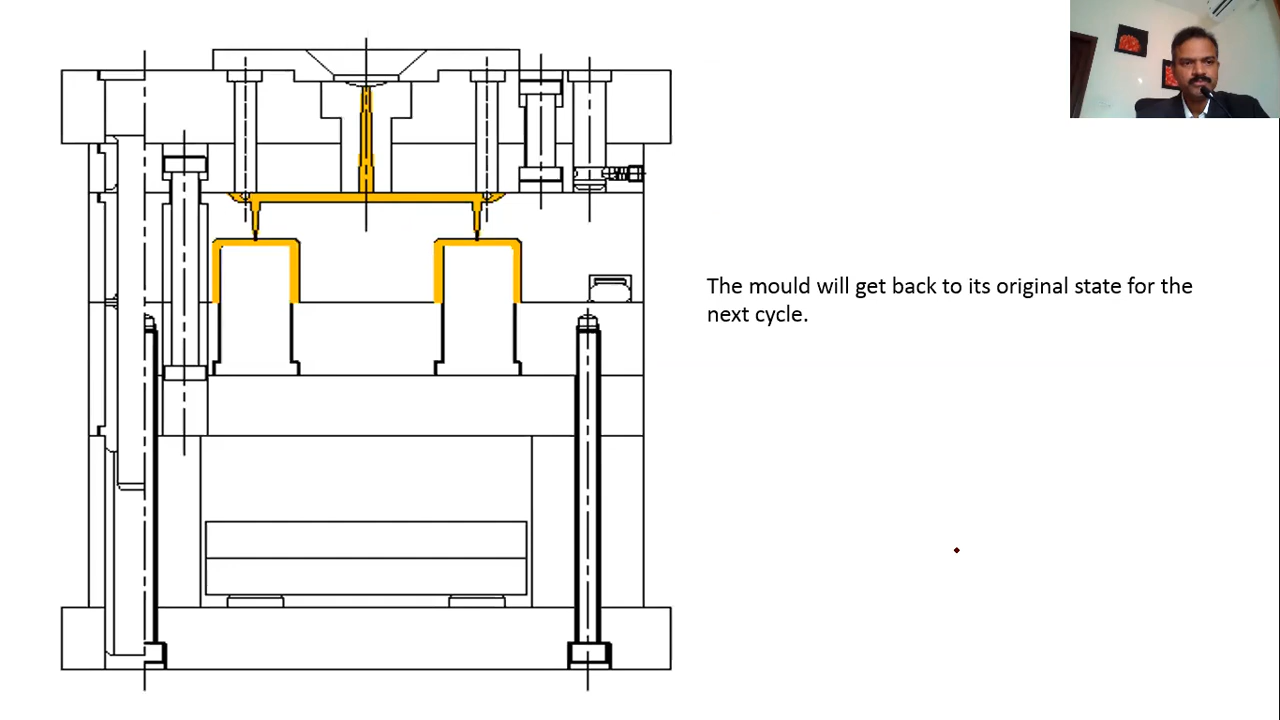 The mould will get back to its original state for the
next cycle.